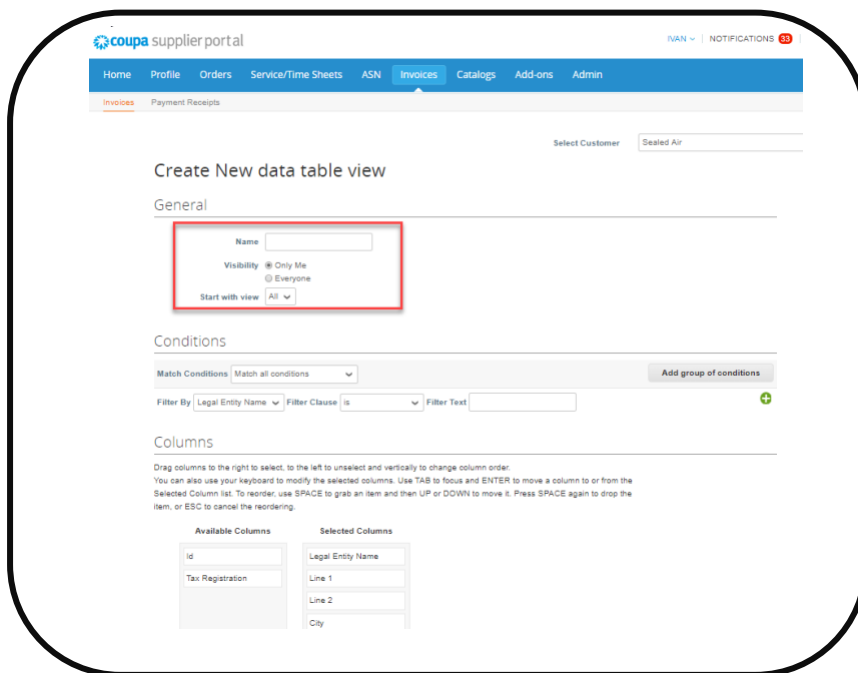 coupa supplier portal
IVAN NOTIFICATIONS 33
Home Profile Orders Service/Time Sheets ASN Invoices Catalogs Add-ons Admin
Invoices Payment Receipts
Select Customer Sealed Air
Create New data table view
General
Name
Visibility Only Me
Everyone
Start with view All
Conditions
Match Conditions Match all conditions Add group of conditions
Filter By Legal Entity Name Filter Clause is Filter Text
Columns
Drag columns to the right to select, to the left to unselect and vertically to change column order.
You can also use your keyboard to modify the selected columns. Use TAB to focus and ENTER to move a column to or from the
Selected Column list. To reorder, use SPACE to grab an item and then UP or DOWN to move it. Press SPACE again to drop the
item, or ESC to cancel the reordering.
Available Columns Selected Columns
Id Legal Entity Name
Tax Registration Line 1
Line 2
City